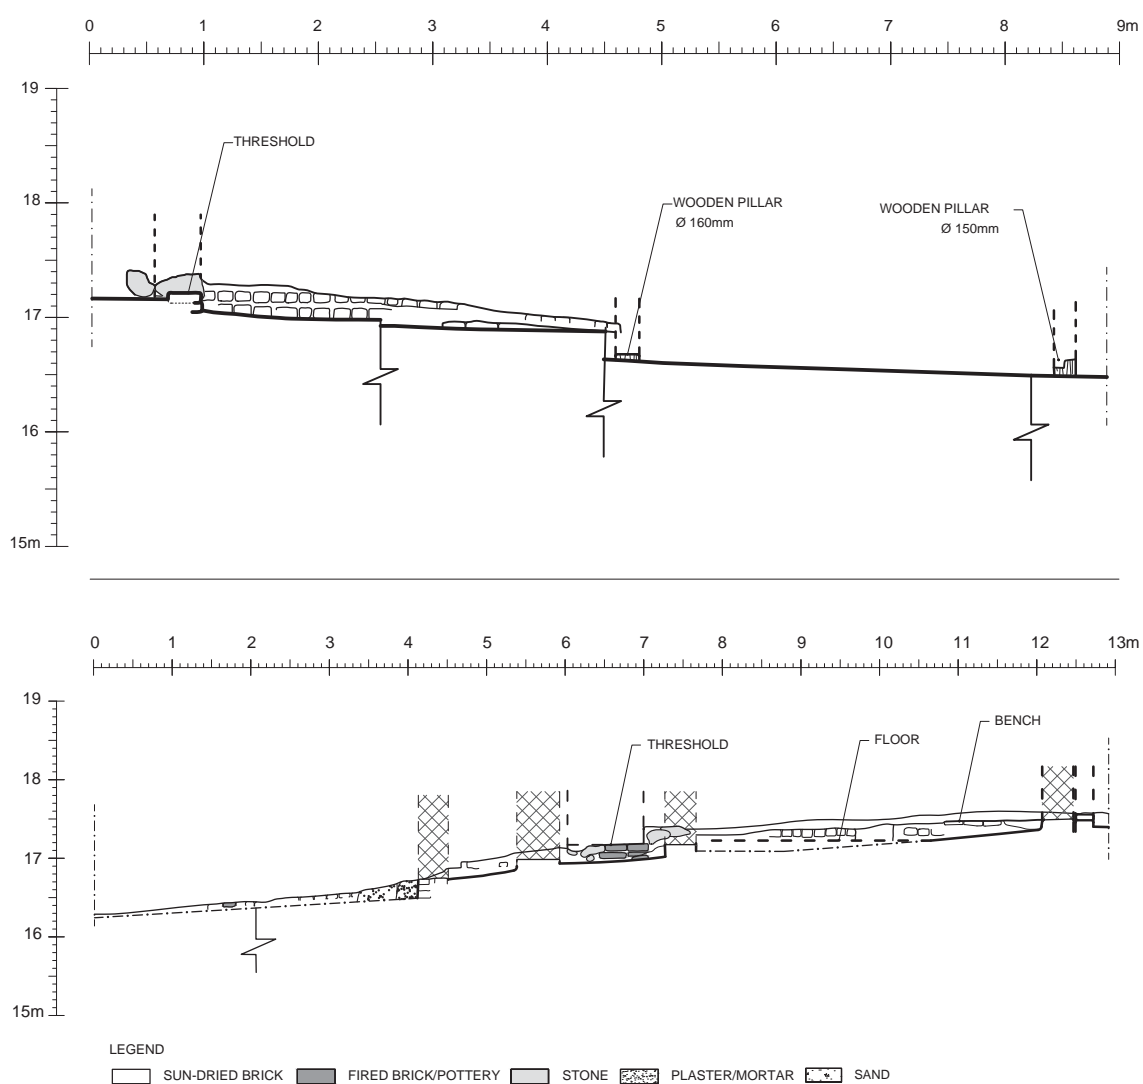 0 1 2 3 4 5 6 7 8 9m
19
THRESHOLD
18
WOODEN PILLAR
Ø 160mm
WOODEN PILLAR
Ø 150mm
17
16
15m
0 1 2 3 4 5 6 7 8 9 10 11 12 13m
19
BENCH
THRESHOLD
FLOOR
18
17
16
15m
LEGEND
SUN-DRIED BRICK FIRED BRICK/POTTERY STONE PLASTER/MORTAR SAND